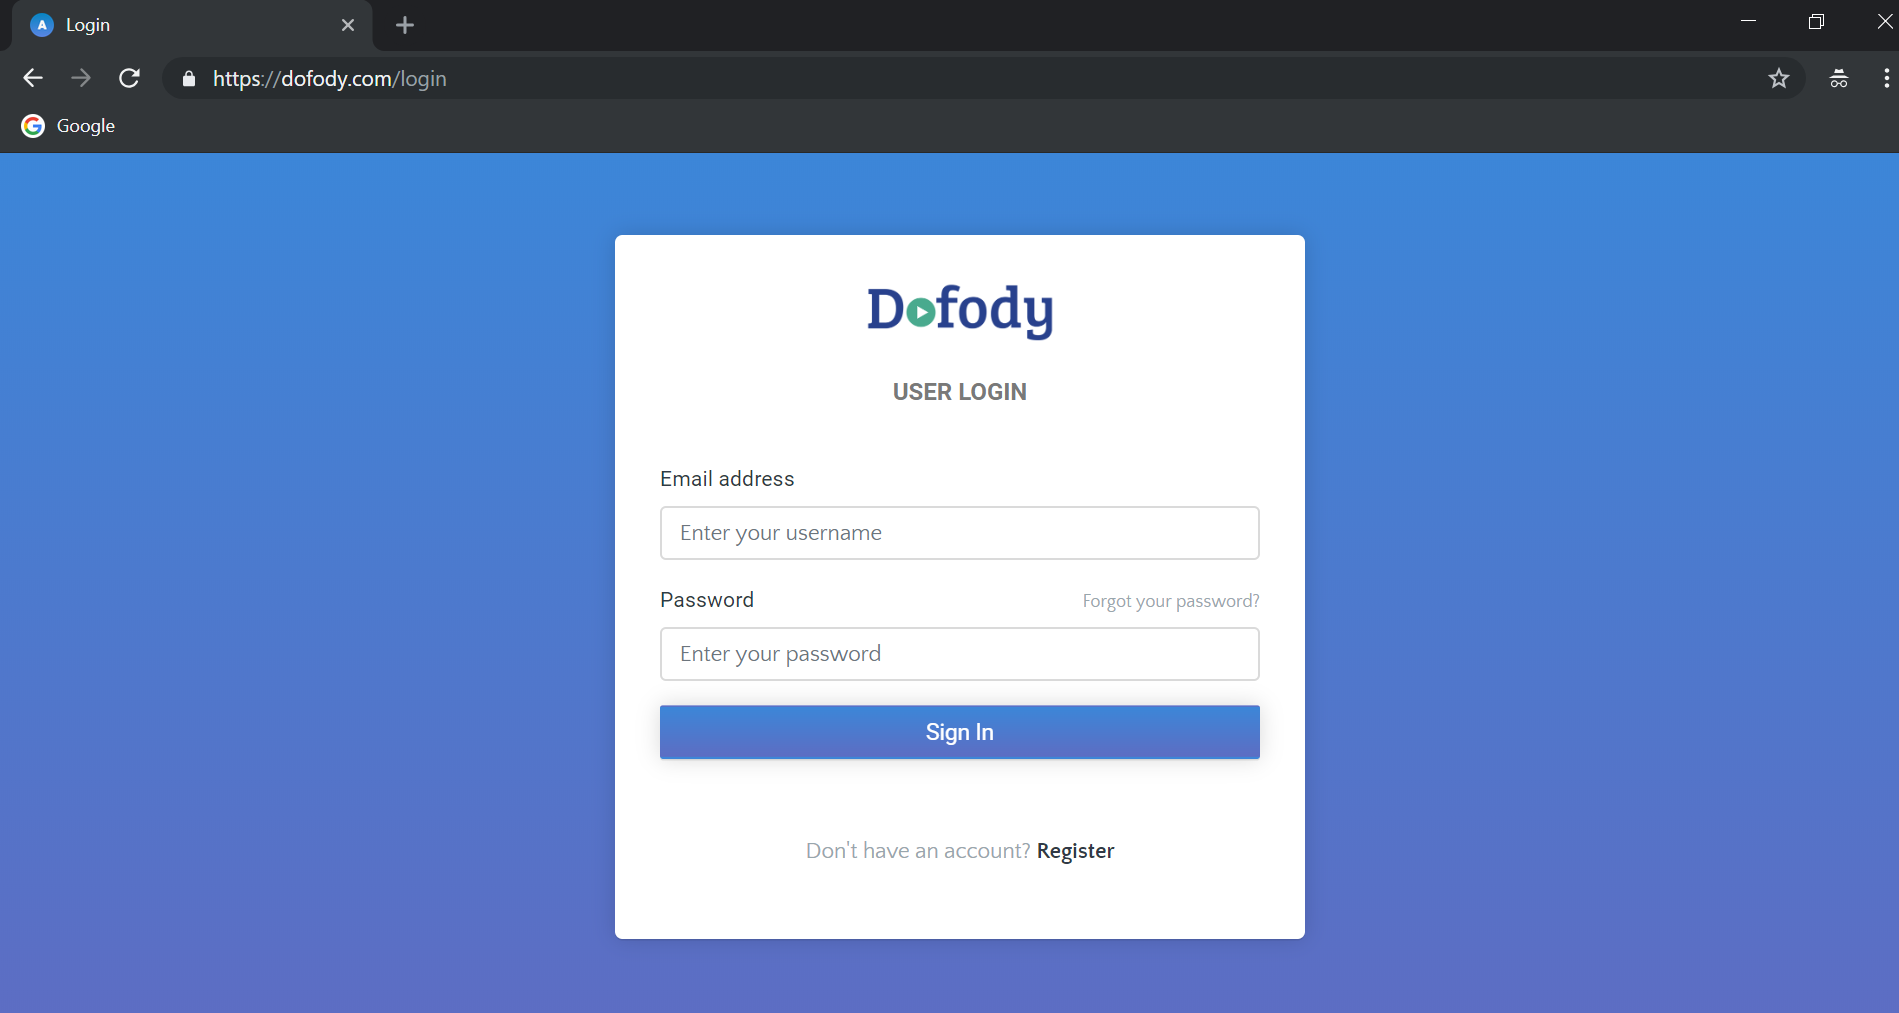 A Login
https://dofody.com/login
Google
Dofody
USER LOGIN
Email address
Enter your username
Password Forgot your password?
Enter your password
Sign In
Don't have an account? Register